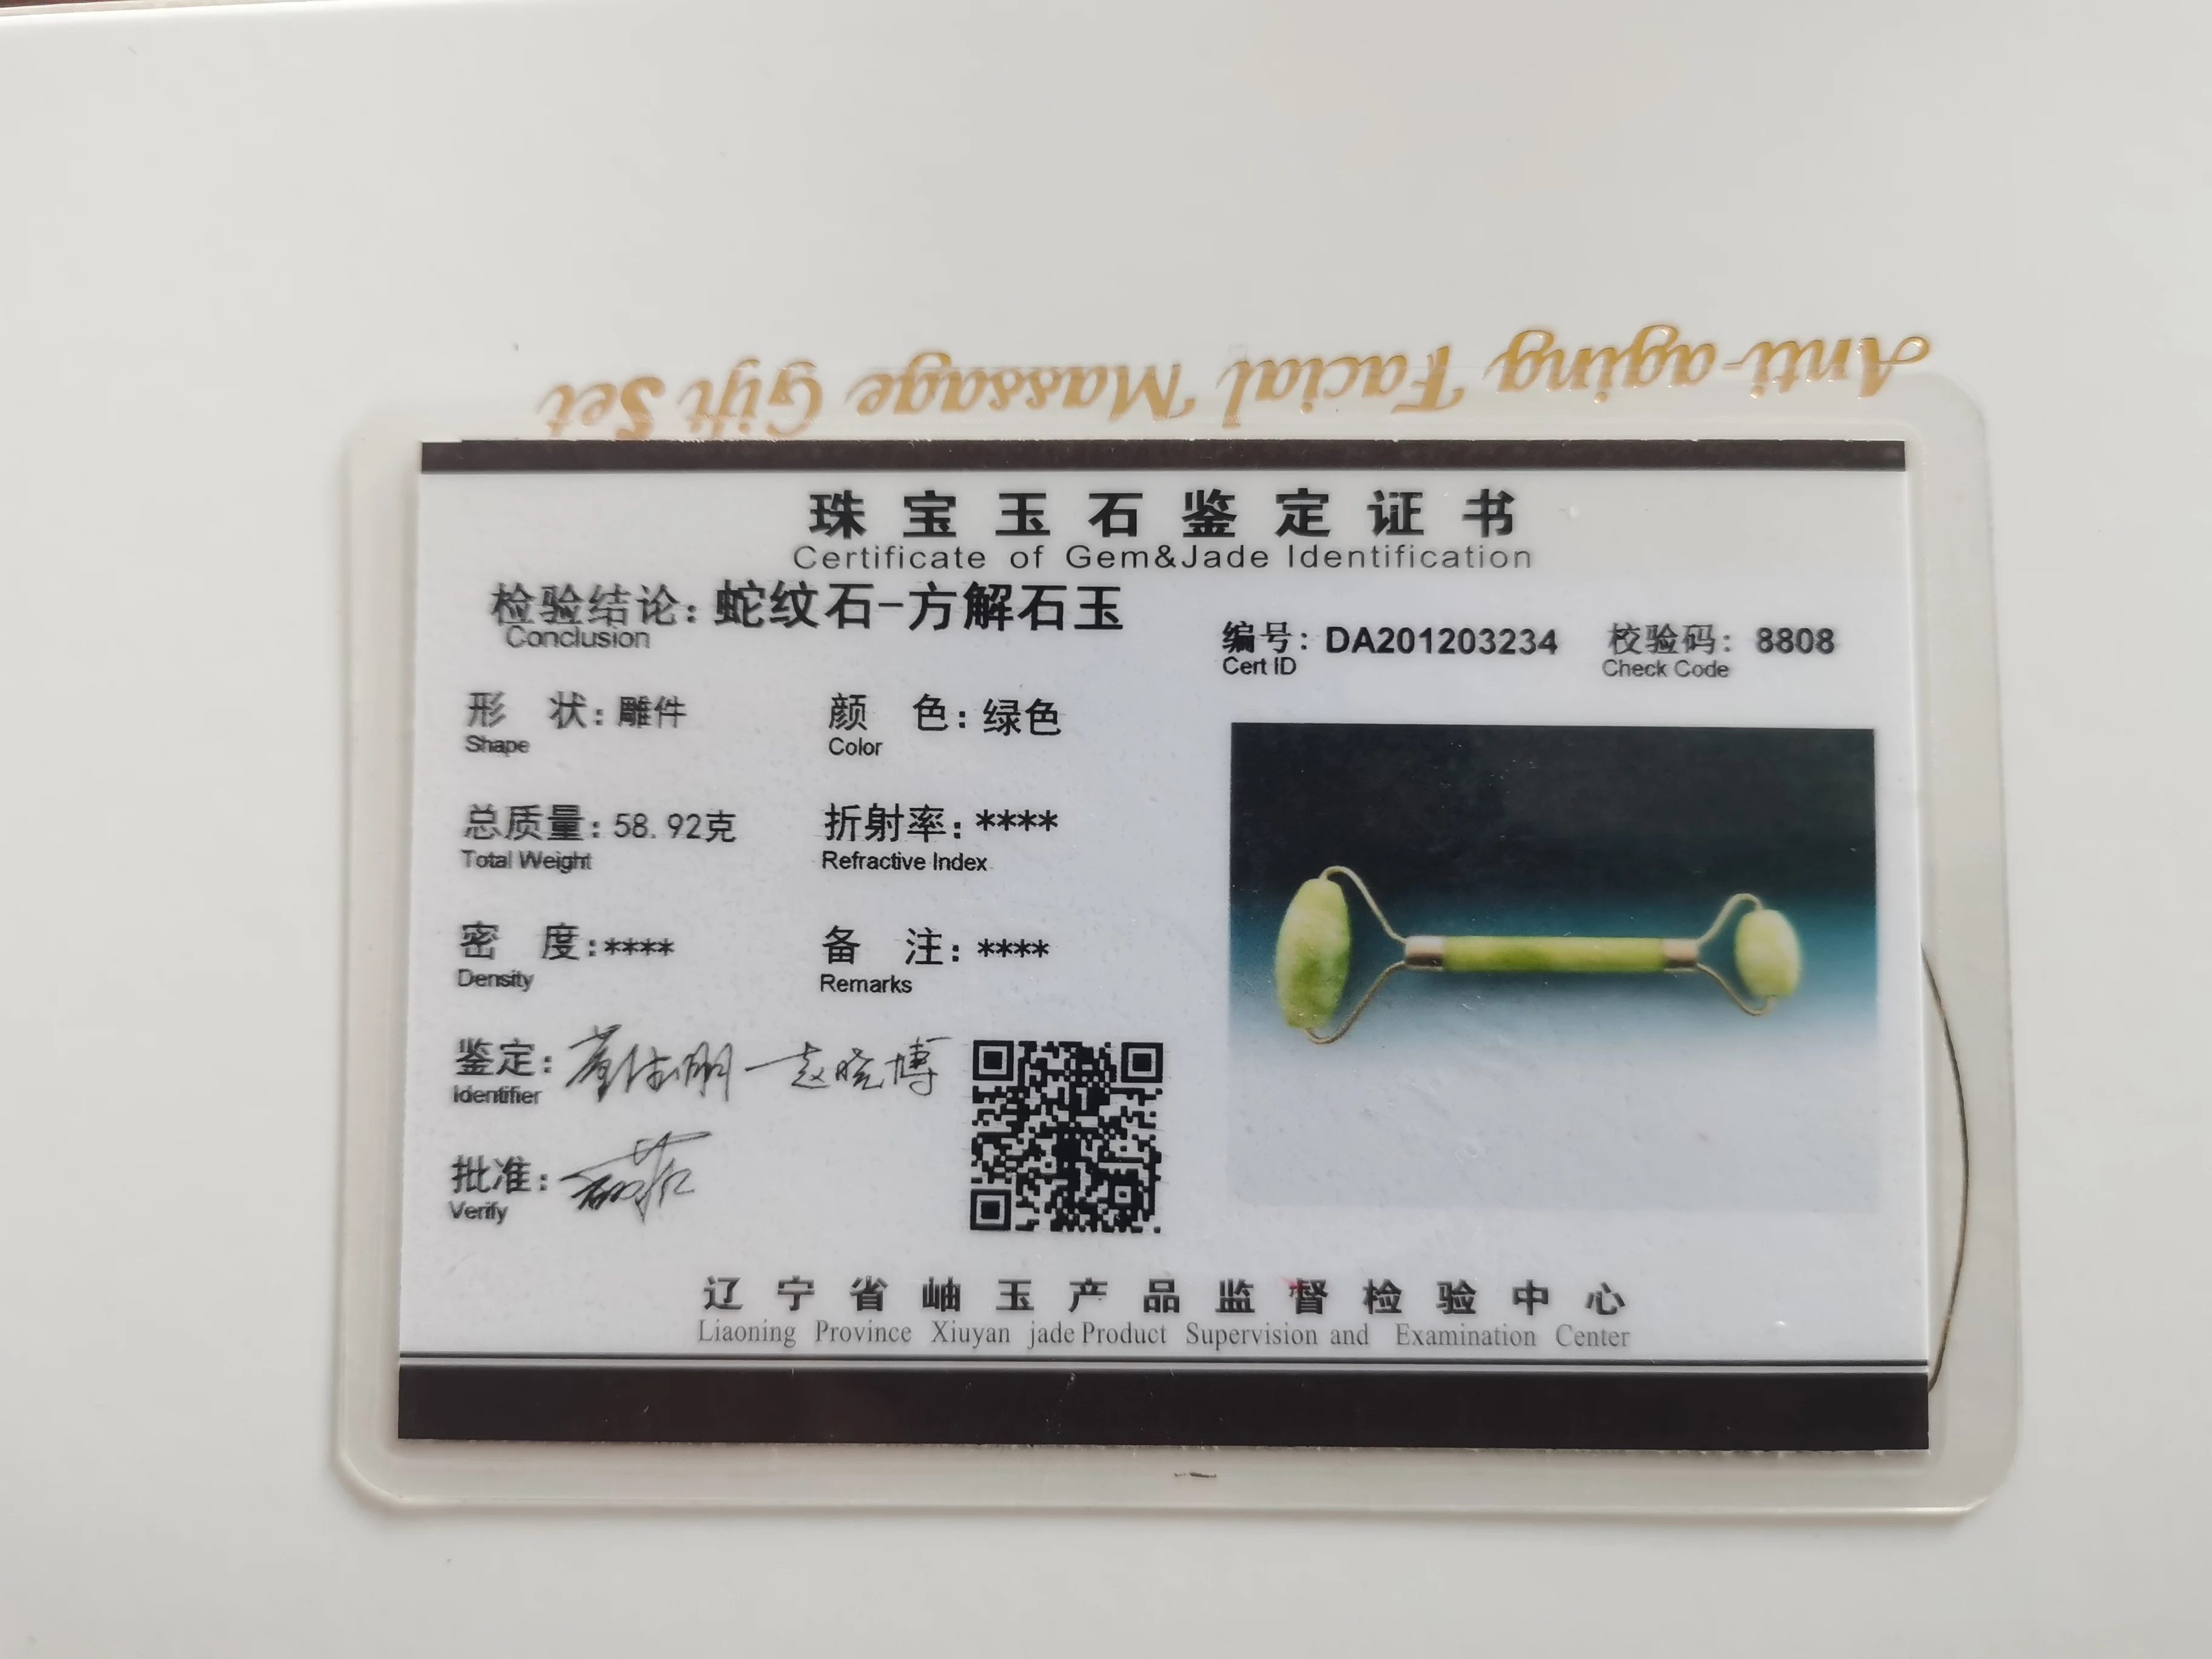 Anti-aging Facial Massage Gift Set
珠宝玉石鉴定证书
Certificate of Gem&Jade Identification
检验结论：蛇纹石-方解石玉
Conclusion
编号：DA201203234 校验码：8808
Cert ID Check Code
形 状：雕件 颜 色：绿色
Shape Color
总质量：58.92克 折射率：****
Total Weight Refractive Index
密 度：**** 备 注：****
Density Remarks
鉴定： 赵晓博
Identifier
批准：
Verify
辽宁省岫玉产品监督检验中心
Liaoning Province Xiuyan jade Product Supervision and Examination Center